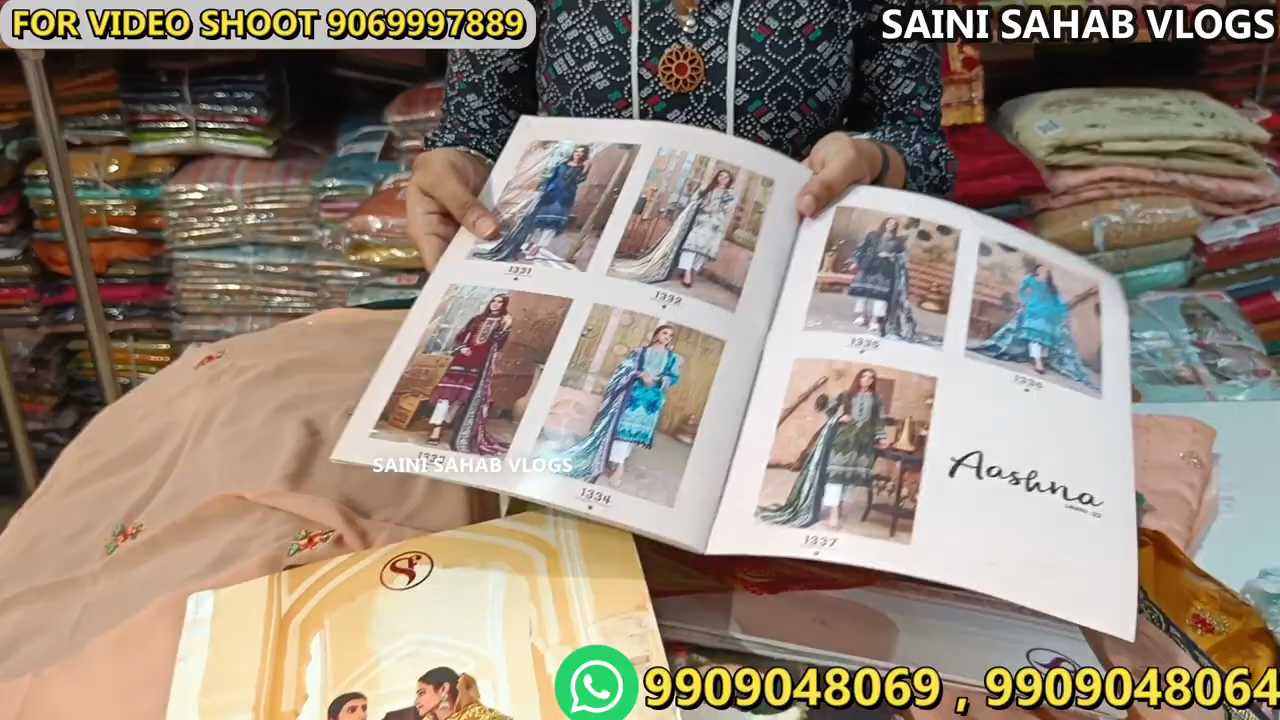 FOR VIDEO SHOOT 9069997889
SAINI SAHAB VLOGS
1331
1332
1335
1336
1333
SAINI SAHAB VLOGS
1334
1337
Aashna
9909048069 , 9909048064